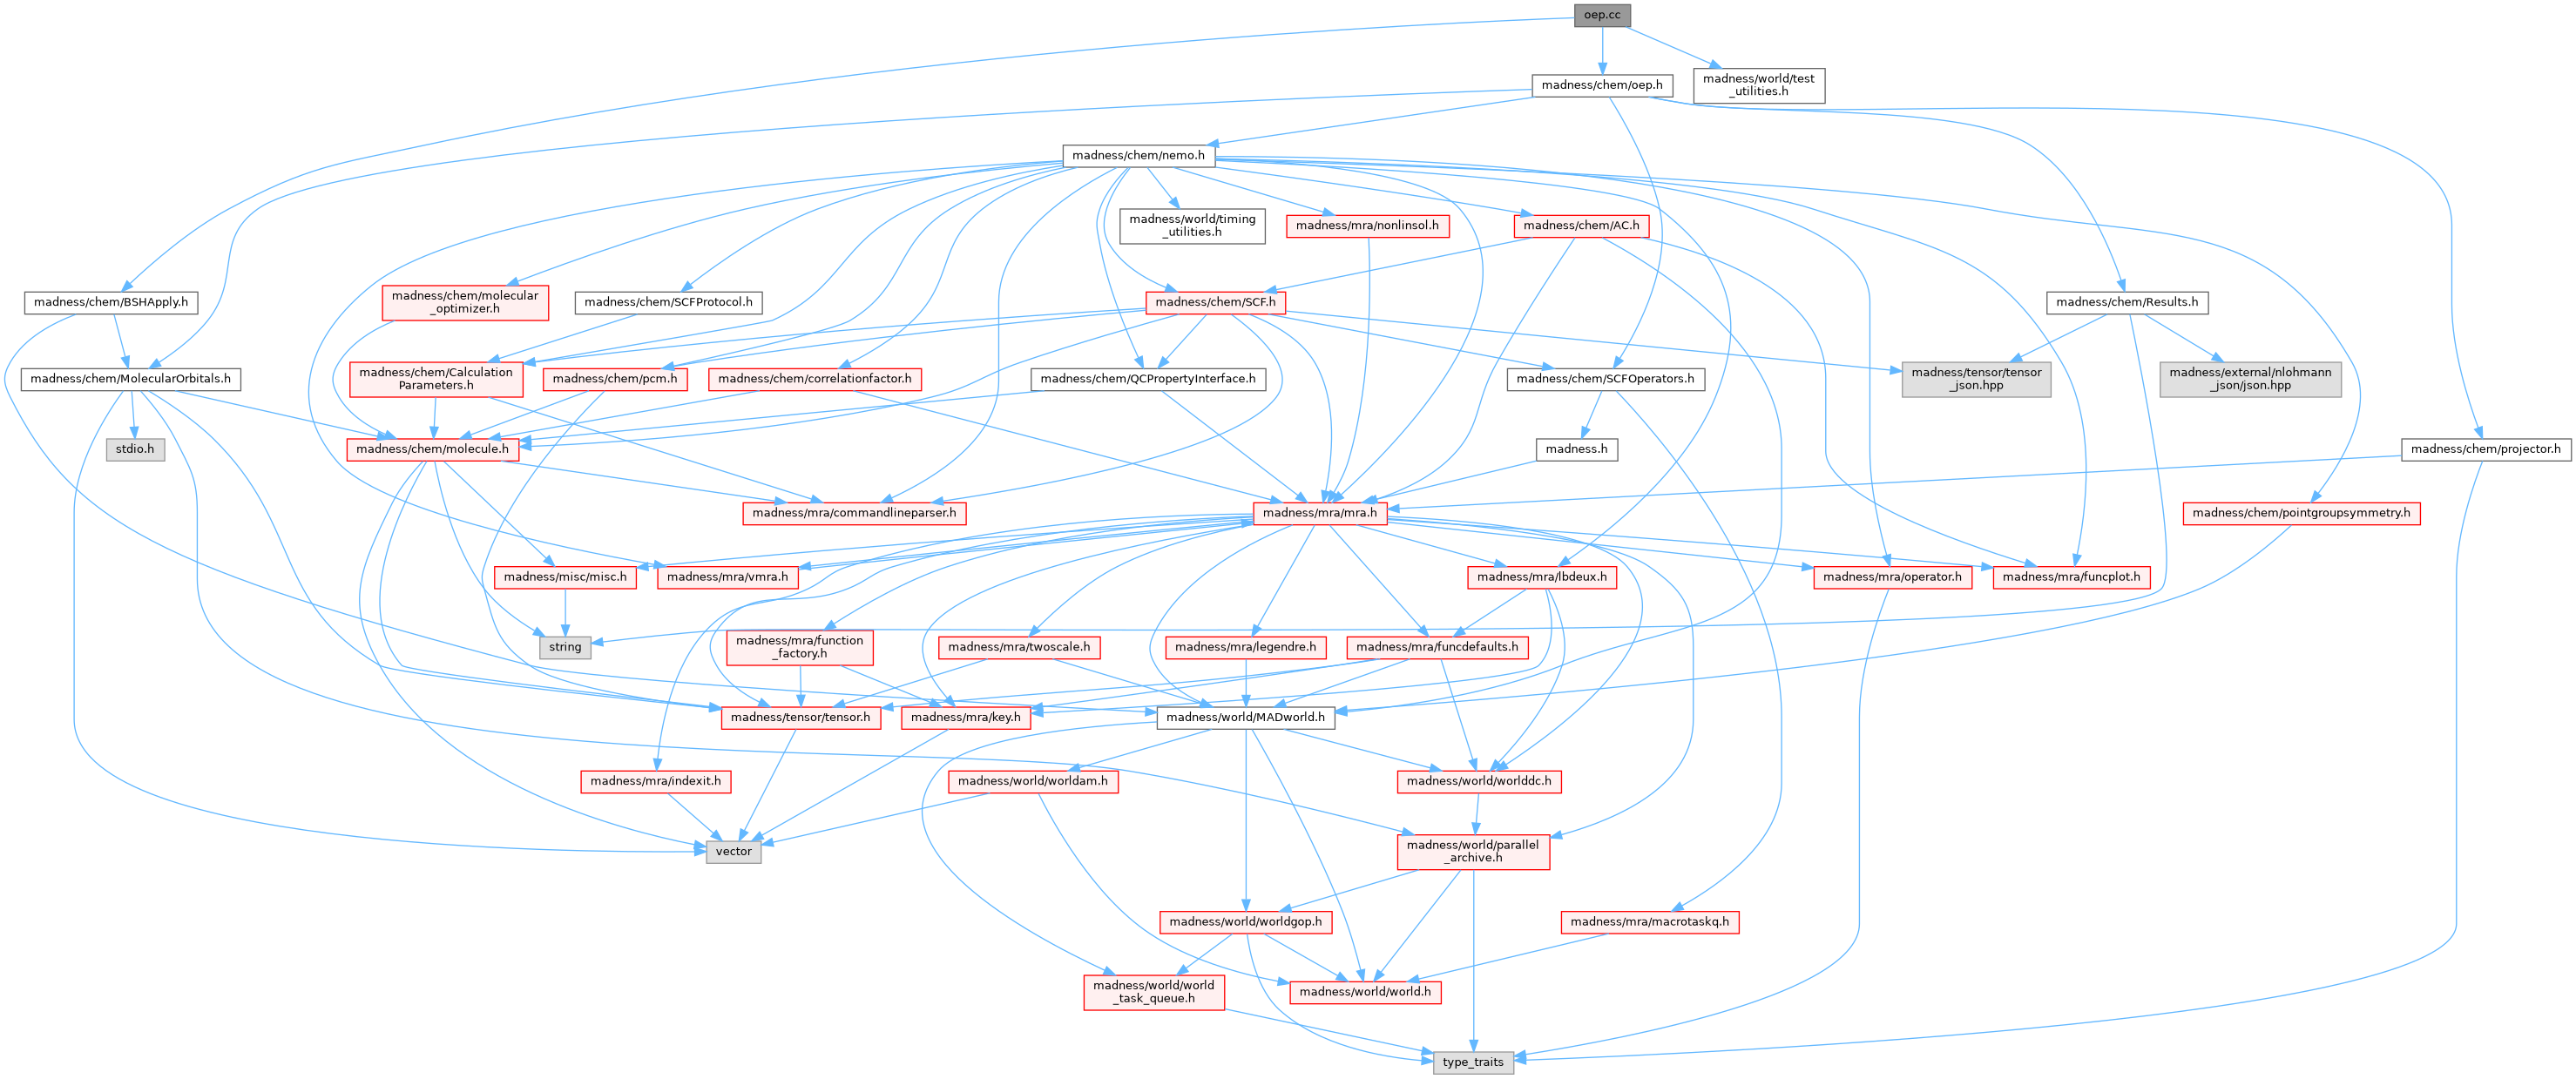 oep.cc
madness/chem/oep.h
madness/world/test
_utilities.h
madness/chem/nemo.h
madness/world/timing
_utilities.h
madness/mra/nonlinsol.h
madness/chem/AC.h
madness/chem/BSHApply.h
madness/chem/molecular
_optimizer.h
madness/chem/SCFProtocol.h
madness/chem/SCF.h
madness/chem/Results.h
madness/chem/MolecularOrbitals.h
madness/chem/Calculation
Parameters.h
madness/chem/pcm.h
madness/chem/correlationfactor.h
madness/chem/QCPropertyInterface.h
madness/chem/SCFOperators.h
madness/tensor/tensor
_json.hpp
madness/external/nlohmann
_json/json.hpp
stdio.h
madness/chem/molecule.h
madness.h
madness/chem/projector.h
madness/mra/commandlineparser.h
madness/mra/mra.h
madness/chem/pointgroupsymmetry.h
madness/misc/misc.h
madness/mra/vmra.h
madness/mra/lbdeux.h
madness/mra/operator.h
madness/mra/funcplot.h
string
madness/mra/function
_factory.h
madness/mra/twoscale.h
madness/mra/legendre.h
madness/mra/funcdefaults.h
madness/tensor/tensor.h
madness/mra/key.h
madness/world/MADworld.h
madness/mra/indexit.h
madness/world/worldam.h
madness/world/worlddc.h
vector
madness/world/parallel
_archive.h
madness/world/worldgop.h
madness/mra/macrotaskq.h
madness/world/world
_task_queue.h
madness/world/world.h
type_traits